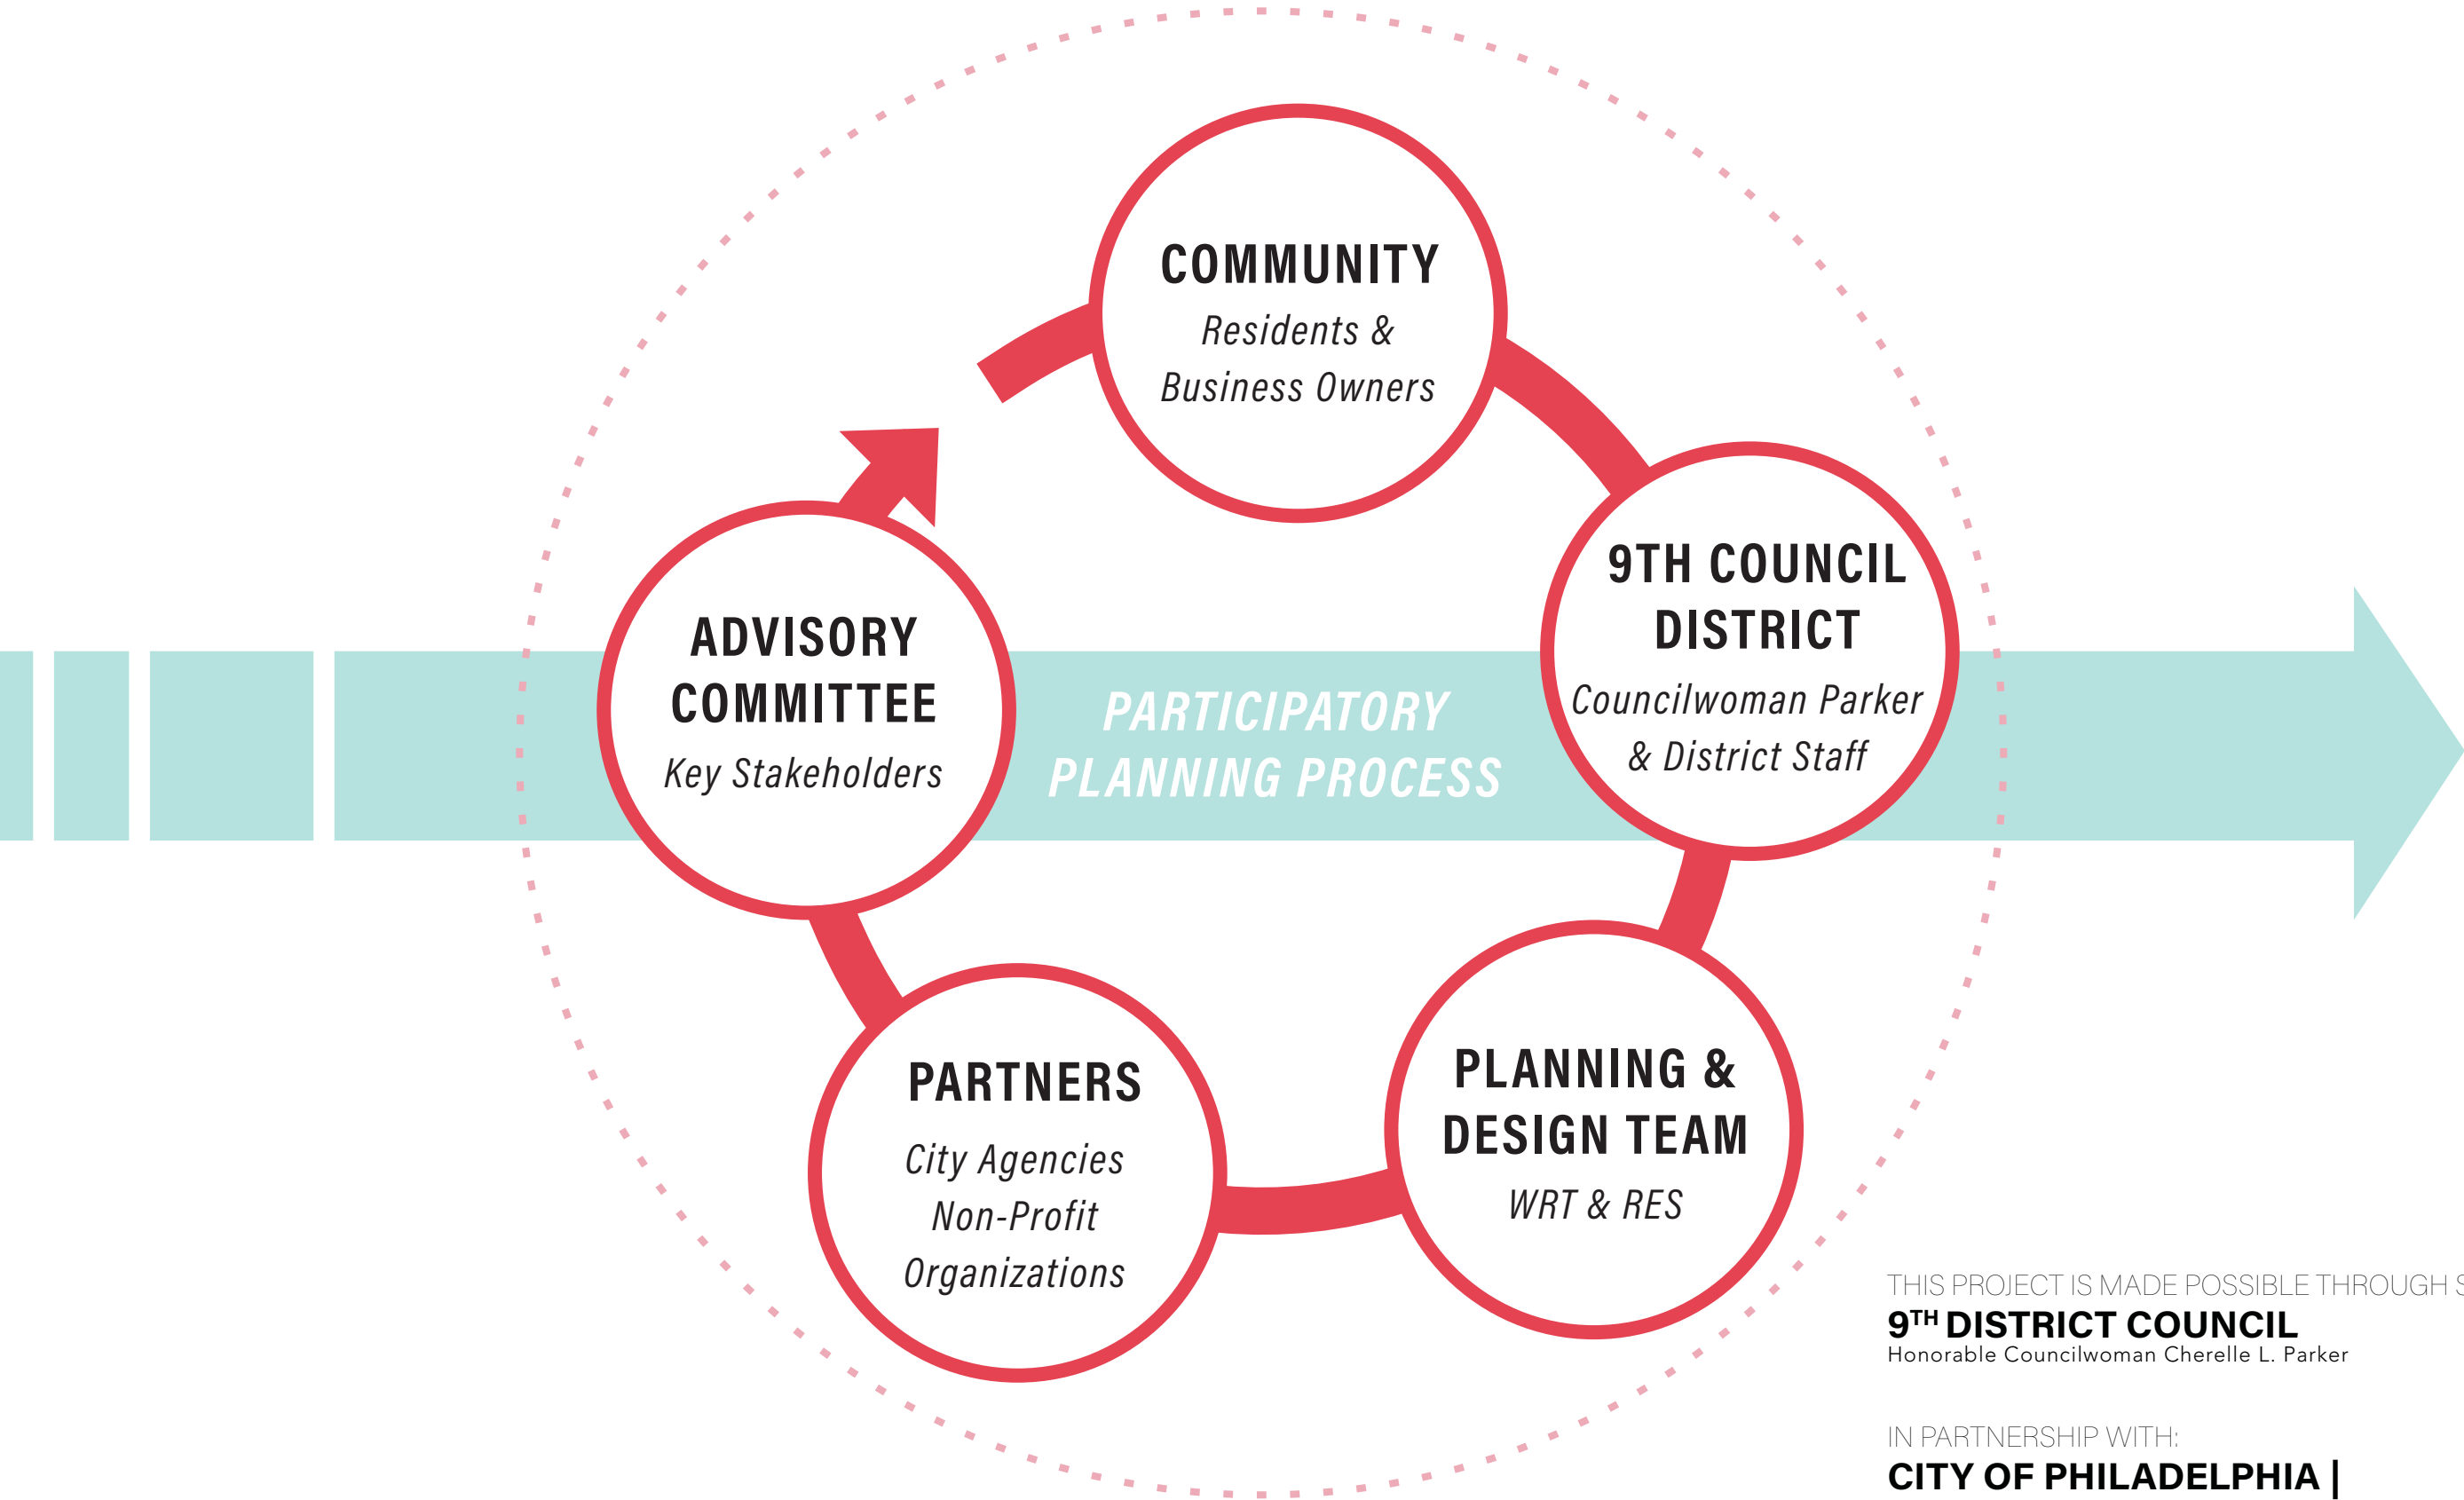 COMMUNITY
Residents &
Business Owners
9TH COUNCIL
DISTRICT
Councilwoman Parker
& District Staff
ADVISORY
COMMITTEE
Key Stakeholders
PARTICIPATORY
PLANNING PROCESS
PLANNING &
DESIGN TEAM
WRT & RES
PARTNERS
City Agencies
Non-Profit
Organizations
THIS PROJECT IS MADE POSSIBLE THROUGH
9TH DISTRICT COUNCIL
Honorable Councilwoman Cherelle L. Parker
IN PARTNERSHIP WITH:
CITY OF PHILADELPHIA |